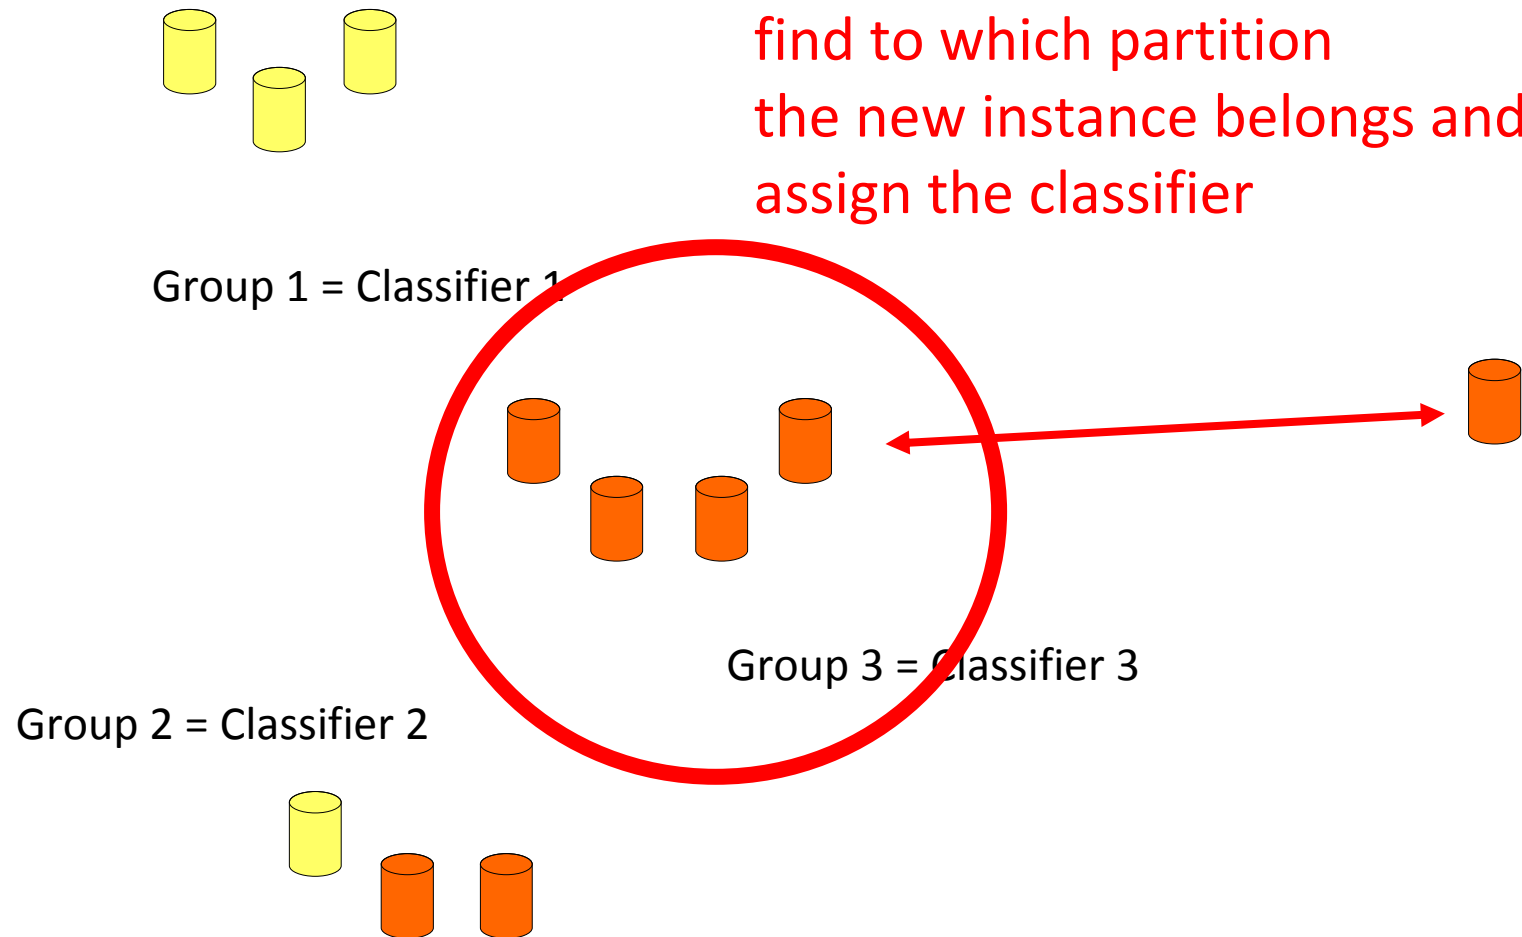 find to which partition
the new instance belongs and
assign the classifier
Group 1 = Classifier 1
Group 3 = Classifier 3
Group 2 = Classifier 2